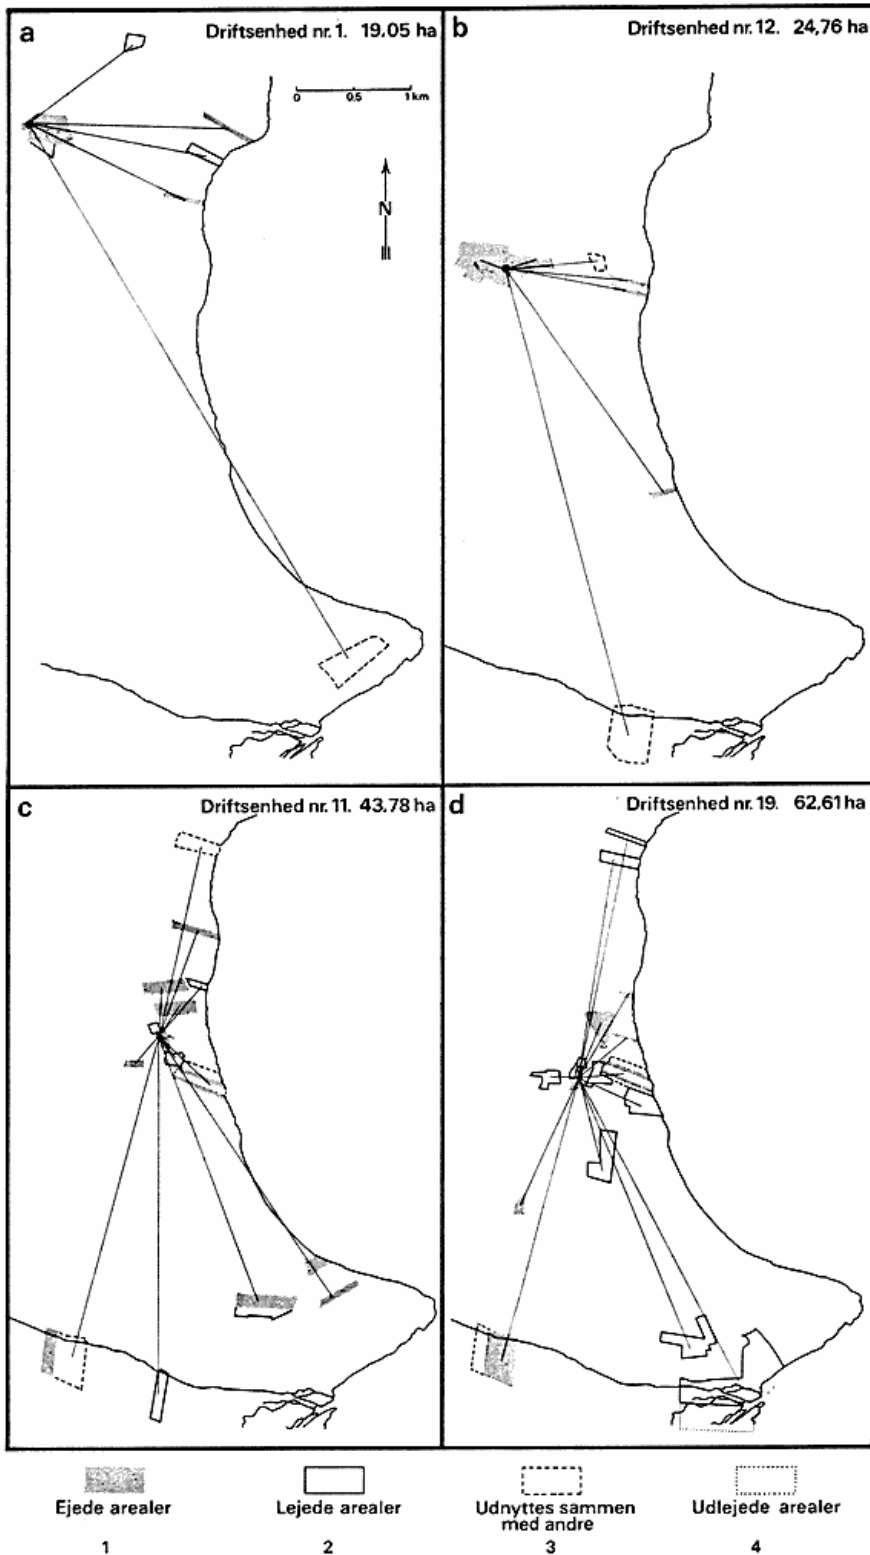 a
Driftsenhed nr. 1. 19.05 ha
b
Driftsenhed nr. 12. 24,76 ha
0 0.5 1 km
N
c
Driftsenhed nr. 11. 43.78 ha
d
Driftsenhed nr. 19. 62,61 ha
Ejede arealer
Lejede arealer
Udnyttes sammen
med andre
Udlejede arealer
1 2 3 4